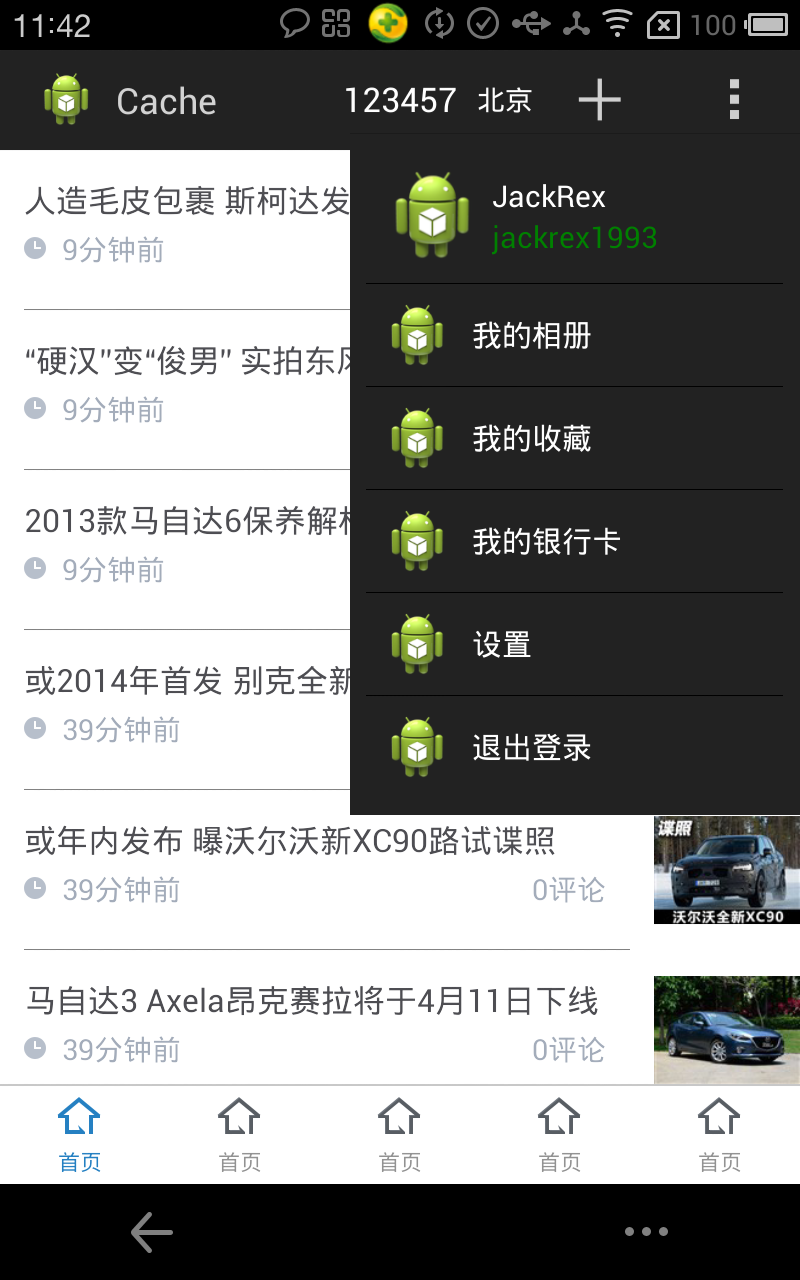 11:42
100
Cache 123457 北京
JackRex
jackrex1993
我的相册
我的收藏
我的银行卡
设置
退出登录
人造毛皮包裹 斯柯达发
9分钟前
“硬汉”变“俊男” 实拍东风
9分钟前
2013款马自达6保养解析
9分钟前
或2014年首发 别克全新
39分钟前
或年内发布 曝沃尔沃新XC90路试谍照
39分钟前 0评论
谍照
沃尔沃全新XC90
马自达3 Axela昂克赛拉将于4月11日下线
39分钟前 0评论
首页 首页 首页 首页 首页